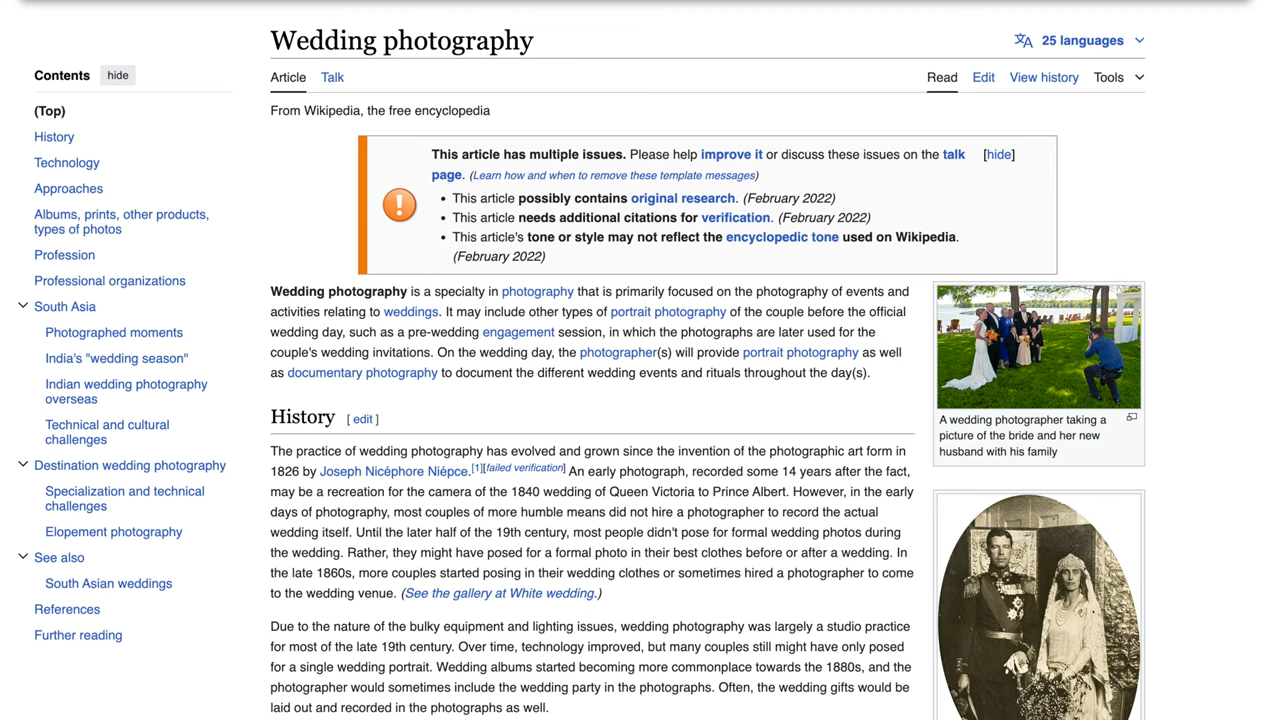 Wedding photography
25 languages
Contents hide
Article Talk
Read Edit View history Tools
(Top)
History
Technology
Approaches
Albums, prints, other products,
types of photos
Profession
Professional organizations
South Asia
Photographed moments
India's "wedding season"
Indian wedding photography
overseas
Technical and cultural
challenges
Destination wedding photography
Specialization and technical
challenges
Elopement photography
See also
South Asian weddings
References
Further reading
From Wikipedia, the free encyclopedia
This article has multiple issues. Please help improve it or discuss these issues on the talk [hide]
page. (Learn how and when to remove these template messages)
• This article possibly contains original research. (February 2022)
• This article needs additional citations for verification. (February 2022)
• This article's tone or style may not reflect the encyclopedic tone used on Wikipedia.
(February 2022)
Wedding photography is a specialty in photography that is primarily focused on the photography of events and
activities relating to weddings. It may include other types of portrait photography of the couple before the official
wedding day, such as a pre-wedding engagement session, in which the photographs are later used for the
couple's wedding invitations. On the wedding day, the photographer(s) will provide portrait photography as well
as documentary photography to document the different wedding events and rituals throughout the day(s).
A wedding photographer taking a
picture of the bride and her new
husband with his family
History [ edit ]
The practice of wedding photography has evolved and grown since the invention of the photographic art form in
1826 by Joseph Nicéphore Niépce.[1][failed verification] An early photograph, recorded some 14 years after the fact,
may be a recreation for the camera of the 1840 wedding of Queen Victoria to Prince Albert. However, in the early
days of photography, most couples of more humble means did not hire a photographer to record the actual
wedding itself. Until the later half of the 19th century, most people didn't pose for formal wedding photos during
the wedding. Rather, they might have posed for a formal photo in their best clothes before or after a wedding. In
the late 1860s, more couples started posing in their wedding clothes or sometimes hired a photographer to come
to the wedding venue. (See the gallery at White wedding.)
Due to the nature of the bulky equipment and lighting issues, wedding photography was largely a studio practice
for most of the late 19th century. Over time, technology improved, but many couples still might have only posed
for a single wedding portrait. Wedding albums started becoming more commonplace towards the 1880s, and the
photographer would sometimes include the wedding party in the photographs. Often, the wedding gifts would be
laid out and recorded in the photographs as well.